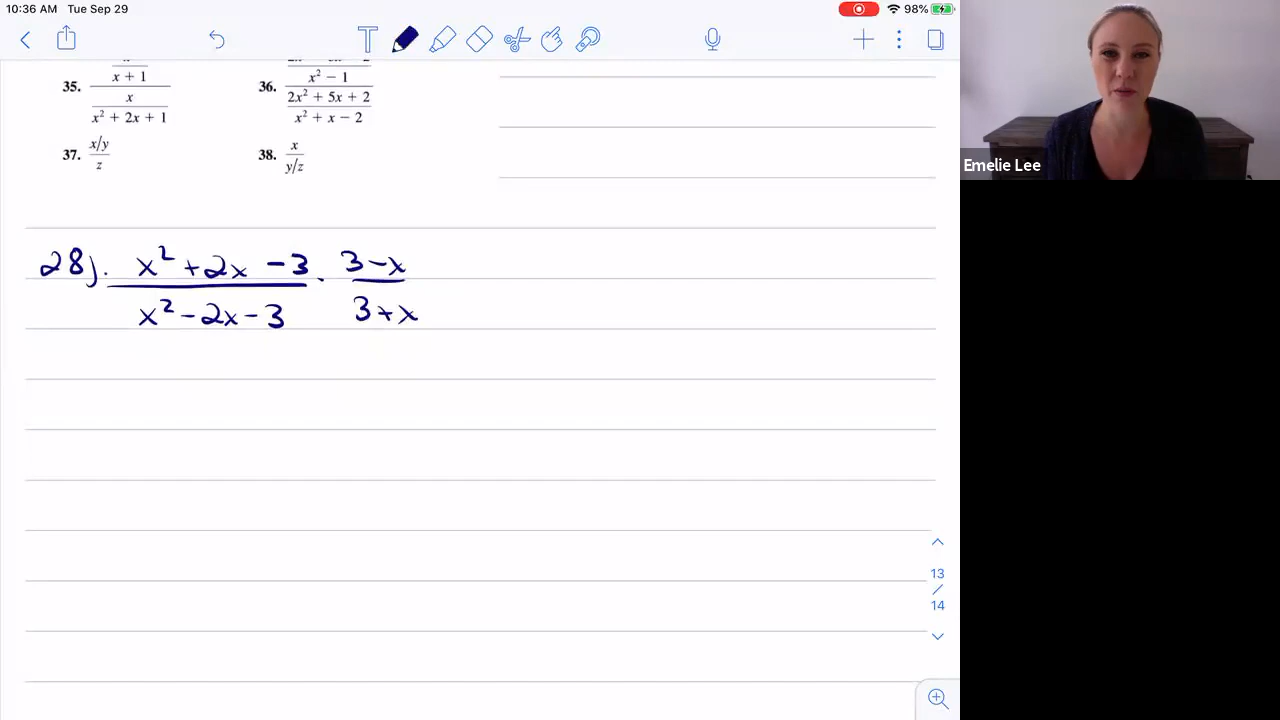 10:36 AM Tue Sep 29
98%
T
35. x + 1
x
x² + 2x + 1
36. x² − 1
2x² + 5x + 2
x² + x − 2
37. x/y
z
38. x
y/z
Emelie Lee
28). x² + 2x − 3 · 3 − x
x² − 2x − 3 3 + x
13
/
14